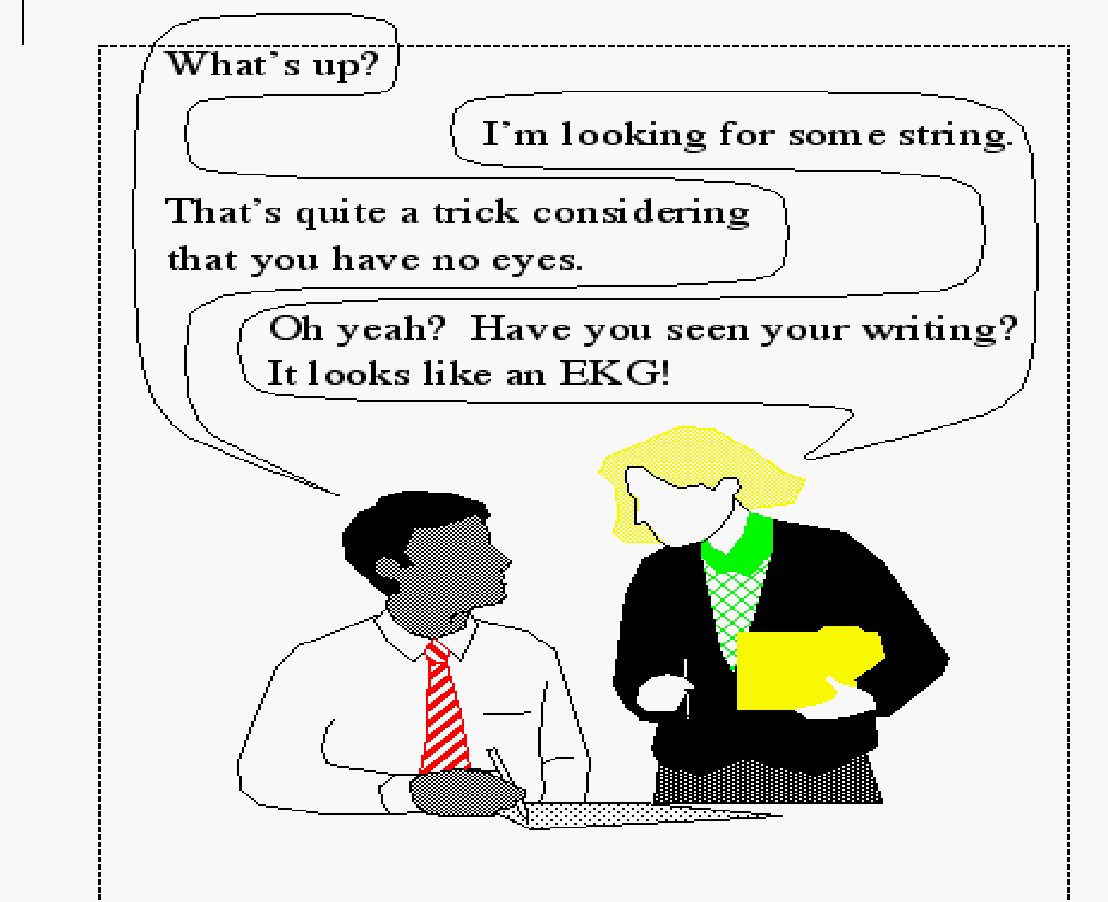 What's up?
I'm looking for some string.
That's quite a trick considering
that you have no eyes.
Oh yeah?  Have you seen your writing?
It looks like an EKG!